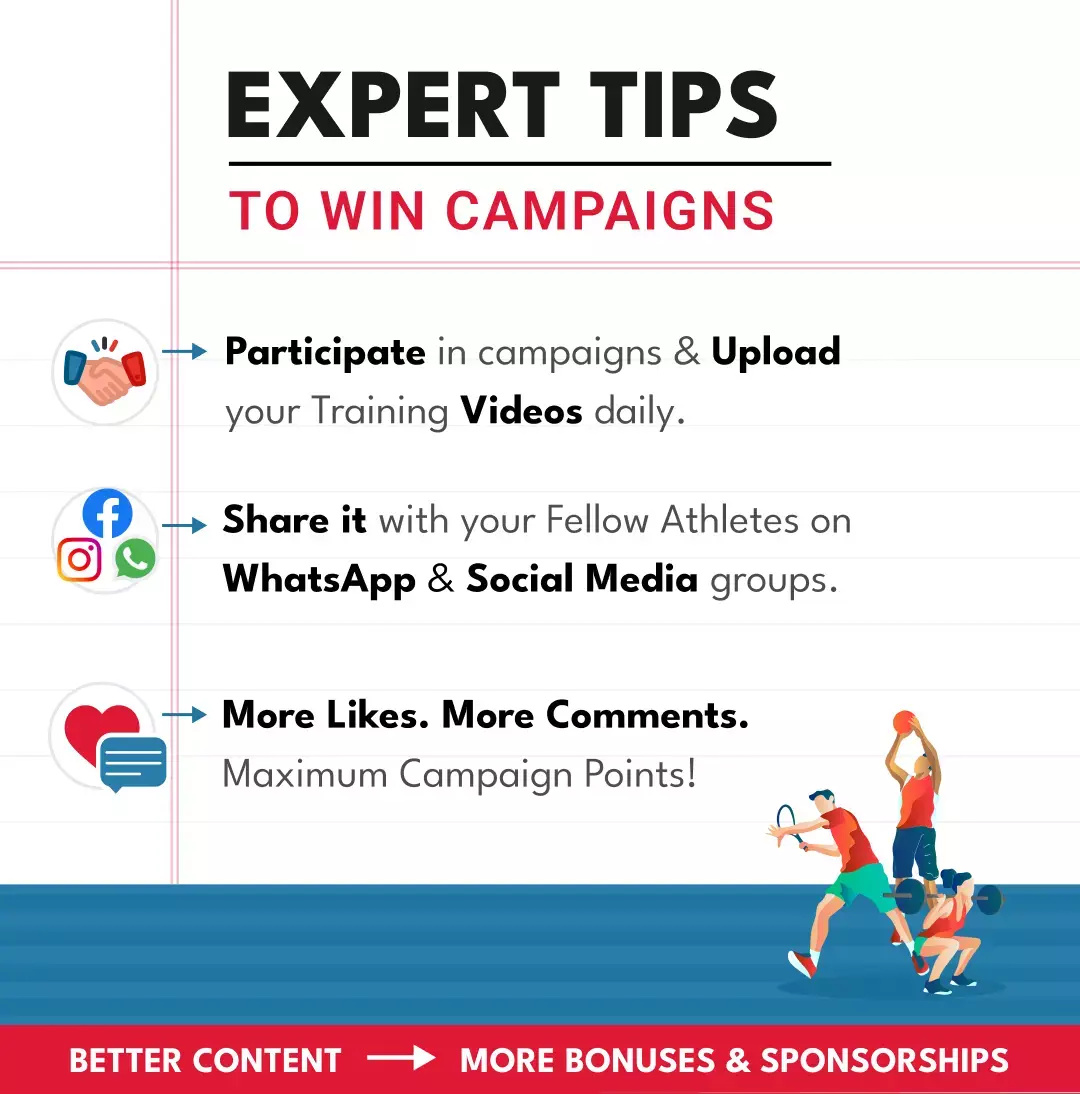 EXPERT TIPS
TO WIN CAMPAIGNS
Participate in campaigns & Upload
your Training Videos daily.
Share it with your Fellow Athletes on
WhatsApp & Social Media groups.
More Likes. More Comments.
Maximum Campaign Points!
BETTER CONTENT → MORE BONUSES & SPONSORSHIPS